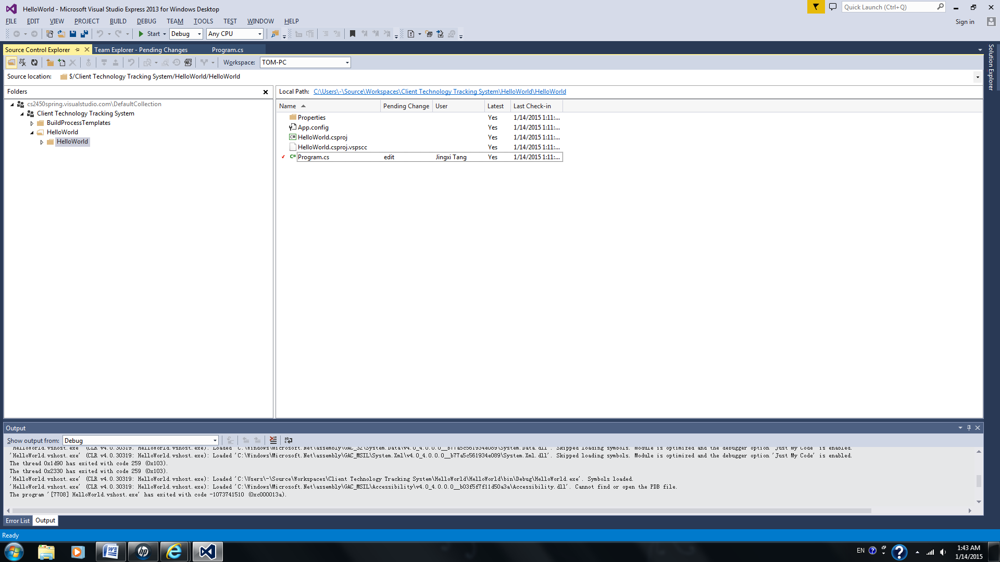 HelloWorld - Microsoft Visual Studio Express 2013 for Windows Desktop
Quick Launch (Ctrl+Q)
FILE EDIT VIEW PROJECT BUILD DEBUG TEAM TOOLS TEST WINDOW HELP
Sign in
Start Debug Any CPU
Source Control Explorer Team Explorer - Pending Changes Program.cs
Solution Explorer
Workspace: TOM-PC
Source location: $/Client Technology Tracking System/HelloWorld/HelloWorld
Folders
Local Path: C:\Users\-\Source\Workspaces\Client Technology Tracking System\HelloWorld\HelloWorld
cs2450spring.visualstudio.com\DefaultCollection
Client Technology Tracking System
BuildProcessTemplates
HelloWorld
HelloWorld
Name Pending Change User Latest Last Check-in
Properties Yes 1/14/2015 1:11:...
App.config Yes 1/14/2015 1:11:...
HelloWorld.csproj Yes 1/14/2015 1:11:...
HelloWorld.csproj.vspscc Yes 1/14/2015 1:11:...
Program.cs edit Jingxi Tang Yes 1/14/2015 1:11:...
Output
Show output from: Debug
'HelloWorld.vshost.exe' (CLR v4.0.30319: HelloWorld.vshost.exe): Loaded 'C:\Windows\Microsoft.Net\assembly\GAC_32\System.Data\v4.0_4.0.0.0__b77a5c561934e089\System.Data.dll'. Skipped loading symbols. Module is optimized and the debugger option 'Just My Code' is enabled.
'HelloWorld.vshost.exe' (CLR v4.0.30319: HelloWorld.vshost.exe): Loaded 'C:\Windows\Microsoft.Net\assembly\GAC_MSIL\System.Xml\v4.0_4.0.0.0__b77a5c561934e089\System.Xml.dll'. Skipped loading symbols. Module is optimized and the debugger option 'Just My Code' is enabled.
The thread 0x1d90 has exited with code 259 (0x103).
The thread 0x2330 has exited with code 259 (0x103).
'HelloWorld.vshost.exe' (CLR v4.0.30319: HelloWorld.vshost.exe): Loaded 'C:\Users\-\Source\Workspaces\Client Technology Tracking System\HelloWorld\HelloWorld\bin\Debug\HelloWorld.exe'. Symbols loaded.
'HelloWorld.vshost.exe' (CLR v4.0.30319: HelloWorld.vshost.exe): Loaded 'C:\Windows\Microsoft.Net\assembly\GAC_MSIL\Accessibility\v4.0_4.0.0.0__b03f5f7f11d50a3a\Accessibility.dll'. Cannot find or open the PDB file.
The program '[7708] HelloWorld.vshost.exe' has exited with code -1073741510 (0xc000013a).
Error List Output
Ready
EN
1:43 AM
1/14/2015